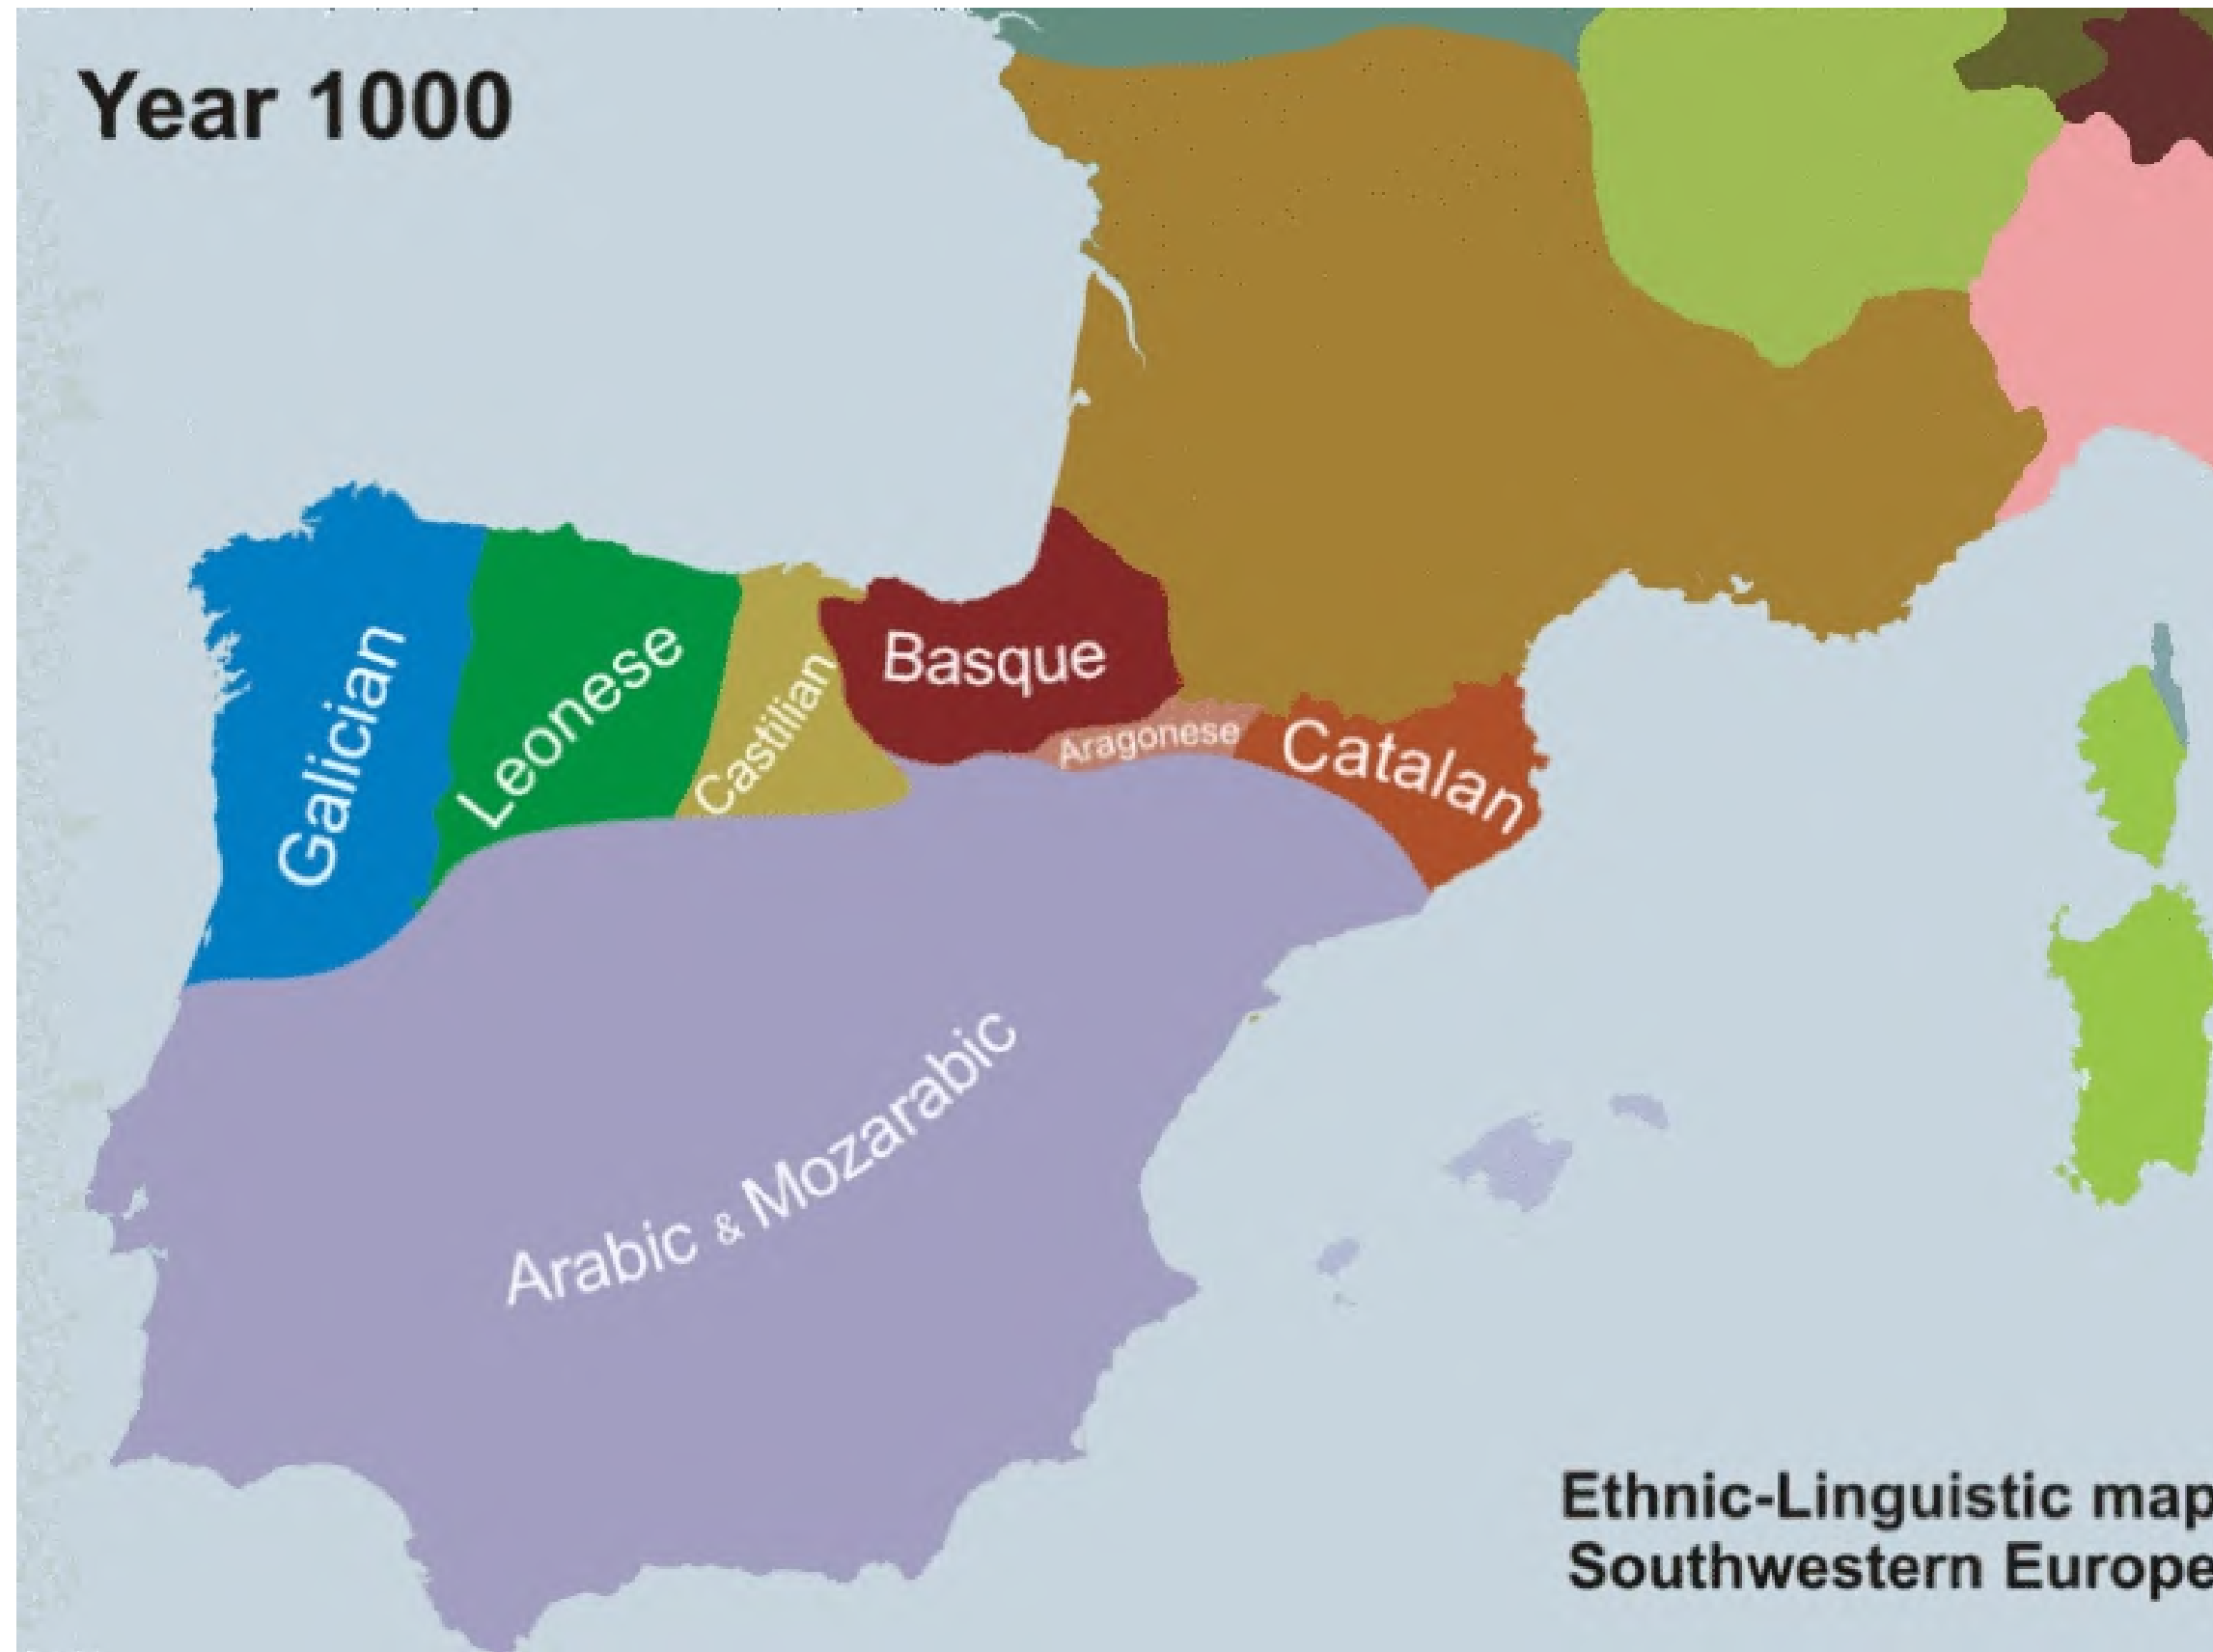 Year 1000
Galician
Leonese
Castilian
Basque
Aragonese
Catalan
Arabic & Mozarabic
Ethnic-Linguistic map
Southwestern Europe